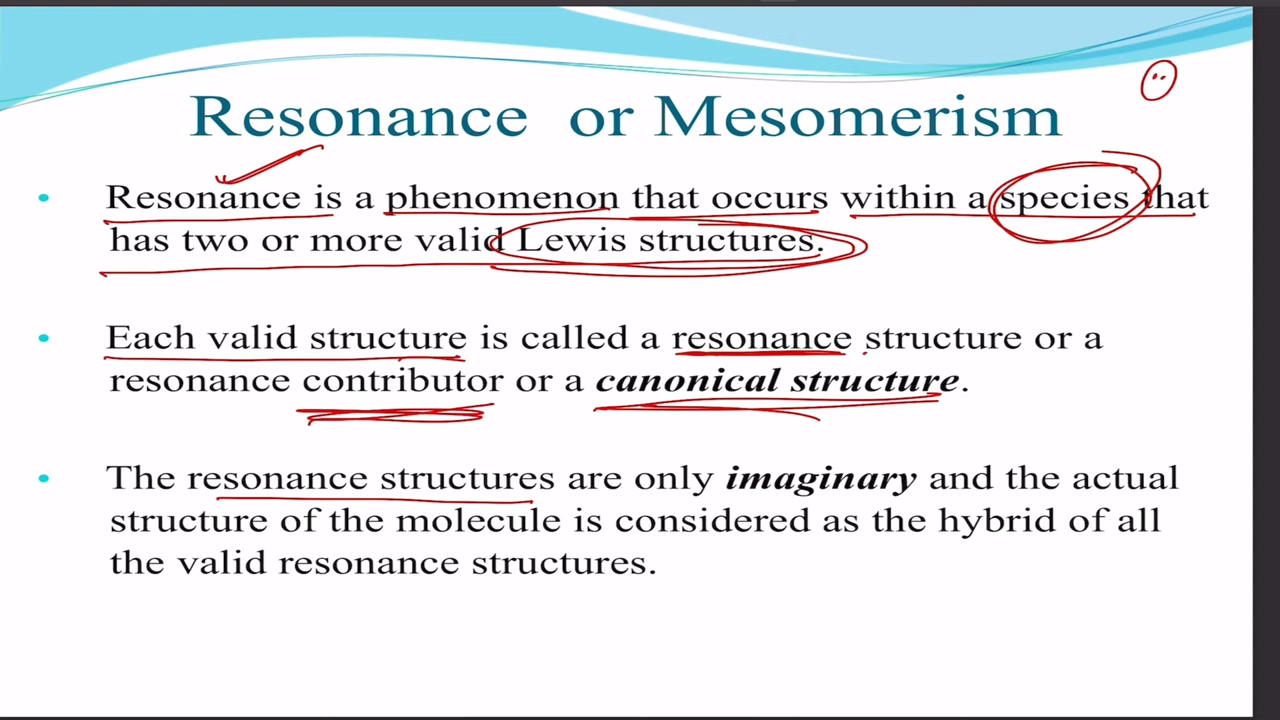 Resonance or Mesomerism
• Resonance is a phenomenon that occurs within a species that
has two or more valid Lewis structures.
• Each valid structure is called a resonance structure or a
resonance contributor or a canonical structure.
• The resonance structures are only imaginary and the actual
structure of the molecule is considered as the hybrid of all
the valid resonance structures.